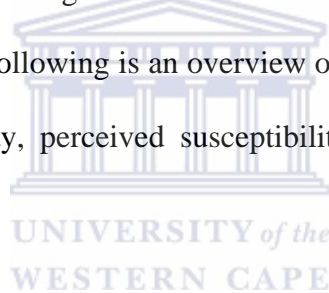 ollowing is an overview o
y, perceived susceptibilit
UNIVERSITY of the
WESTERN CAPE